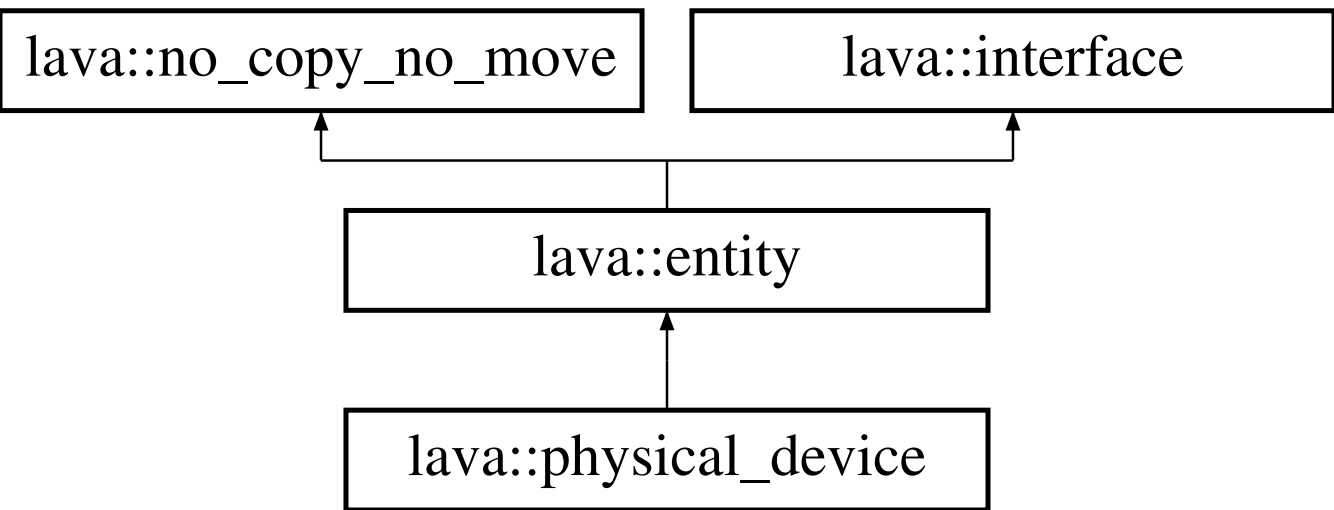 lava::no_copy_no_move
lava::interface
lava::entity
lava::physical_device